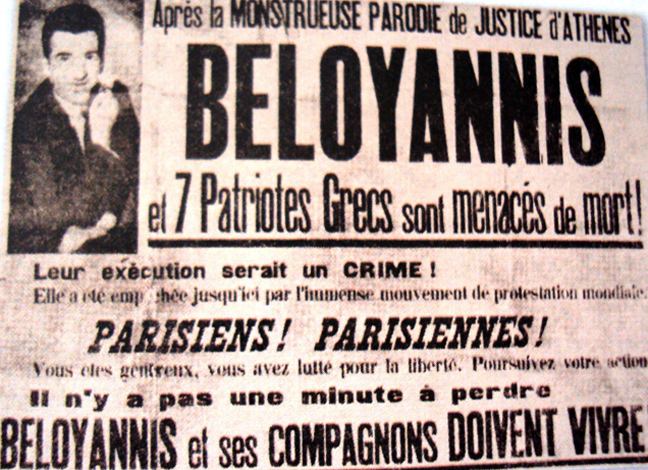 Après la MONSTRUEUSE PARODIE de JUSTICE d'ATHENES
BELOYANNIS
et 7 Patriotes Grecs sont menacés de mort!
Leur exécution serait un CRIME!
Elle a été emp chée jusqu'ici par l'immense mouvement de protestation mondiale.
PARISIENS! PARISIENNES!
Vous êtes généreux, vous avez lutté pour la liberté. Poursuivez votre action
Il n'y a pas une minute à perdre
BELOYANNIS et ses COMPAGNONS DOIVENT VIVRE!